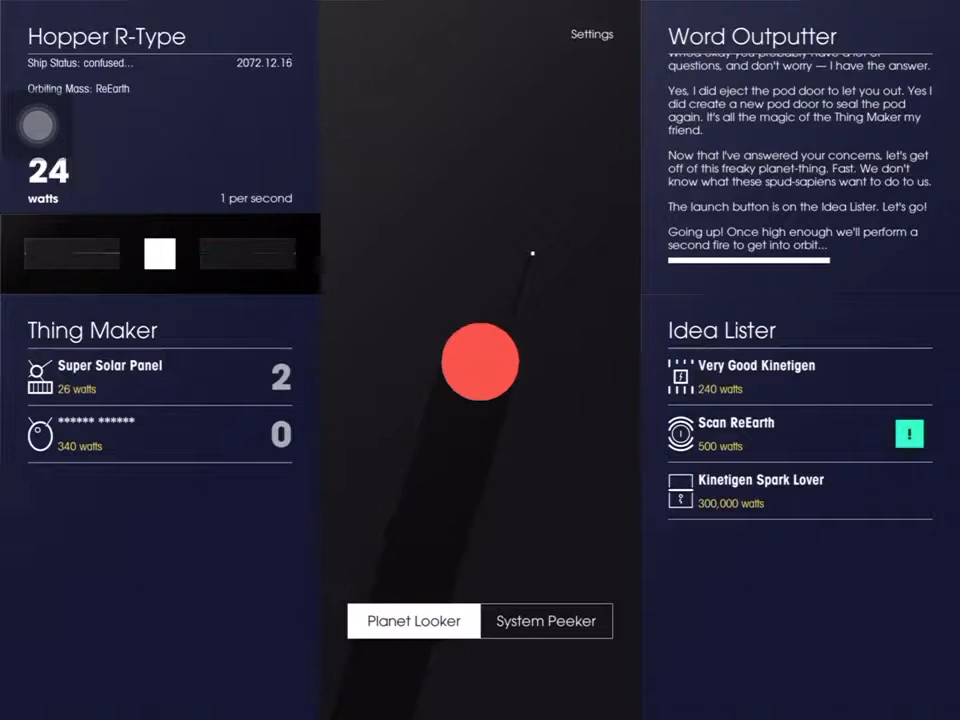 Hopper R-Type
Ship Status: confused...
2072.12.16
Orbiting Mass: ReEarth
24
watts
1 per second
Thing Maker
Super Solar Panel
26 watts
2
****** ******
340 watts
0
Settings
Planet Looker
System Peeker
Word Outputter
questions, and don't worry — I have the answer.
Yes, I did eject the pod door to let you out. Yes I
did create a new pod door to seal the pod
again. It's all the magic of the Thing Maker my
friend.
Now that I've answered your concerns, let's get
off of this freaky planet-thing. Fast. We don't
know what these spud-sapiens want to do to us.
The launch button is on the Idea Lister. Let's go!
Going up! Once high enough we'll perform a
second fire to get into orbit...
Idea Lister
Very Good Kinetigen
240 watts
Scan ReEarth
500 watts
!
Kinetigen Spark Lover
300,000 watts